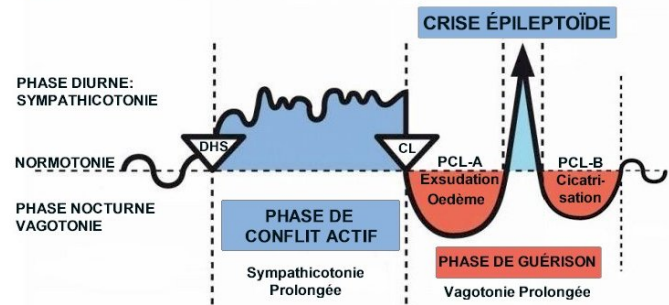 CRISE ÉPILEPTOÏDE
PHASE DIURNE:
SYMPATHICOTONIE
DHS
CL
NORMOTONIE
PCL-A
Exsudation
Oedème
PCL-B
Cicatri-
sation
PHASE NOCTURNE
VAGOTONIE
PHASE DE
CONFLIT ACTIF
PHASE DE GUÉRISON
Sympathicotonie
Prolongée
Vagotonie Prolongée